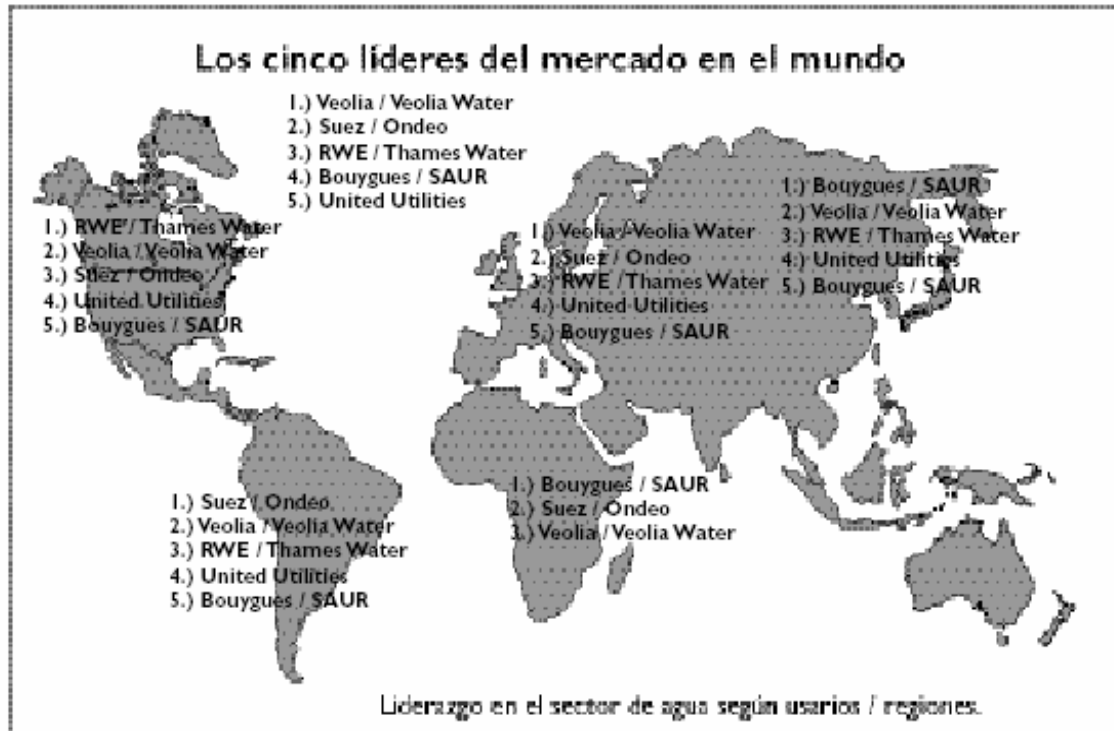 Los cinco líderes del mercado en el mundo
1.) Veolia / Veolia Water
2.) Suez / Ondeo
3.) RWE / Thames Water
4.) Bouygues / SAUR
5.) United Utilities
1.) RWE / Thames Water
2.) Veolia / Veolia Water
3.) Suez / Ondeo
4.) United Utilities
5.) Bouygues / SAUR
1.) Veolia / Veolia Water
2.) Suez / Ondeo
3.) RWE / Thames Water
4.) United Utilities
5.) Bouygues / SAUR
1.) Bouygues / SAUR
2.) Veolia / Veolia Water
3.) RWE / Thames Water
4.) United Utilities
5.) Bouygues / SAUR
1.) Suez / Ondeo
2.) Veolia / Veolia Water
3.) RWE / Thames Water
4.) United Utilities
5.) Bouygues / SAUR
1.) Bouygues / SAUR
2.) Suez / Ondeo
3.) Veolia / Veolia Water
Liderazgo en el sector de agua según usarios / regiones.